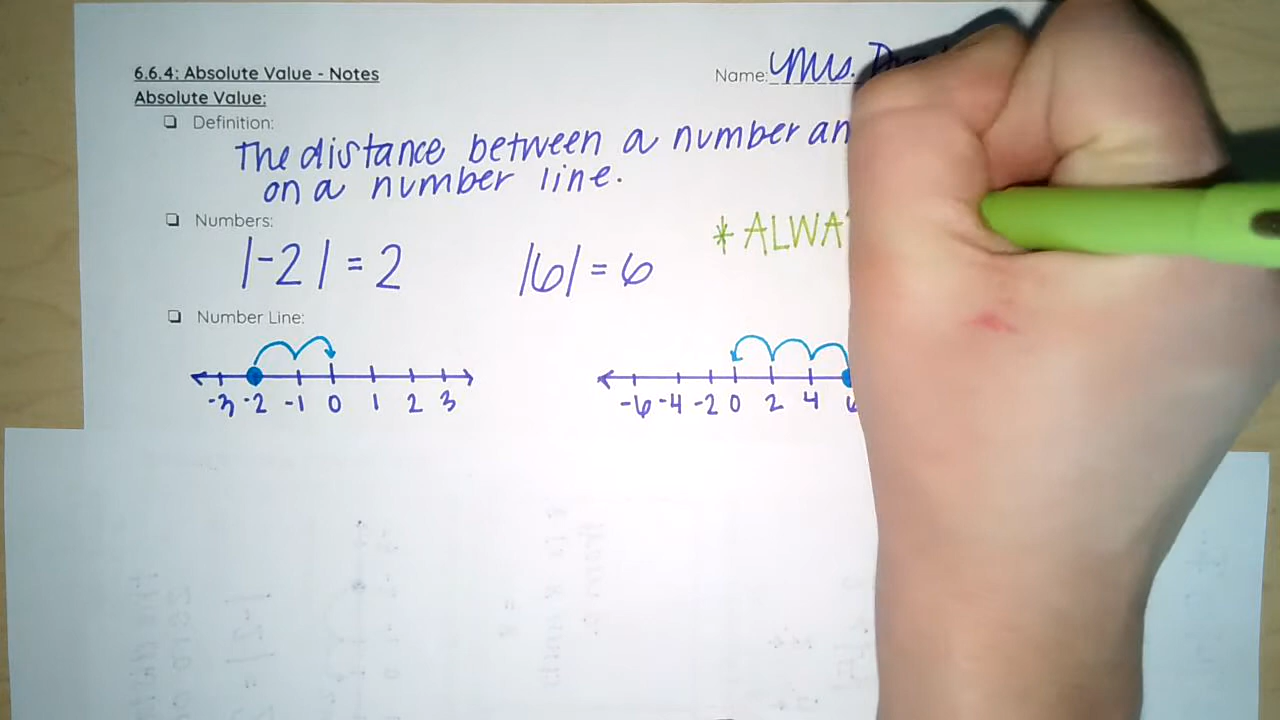 6.6.4: Absolute Value - Notes
Name: Mrs.
Absolute Value:
Definition:
The distance between a number an
on a number line.
Numbers:
* ALWA
|-2| = 2 |6| = 6
Number Line:
-3 -2 -1 0 1 2 3
-6 -4 -2 0 2 4